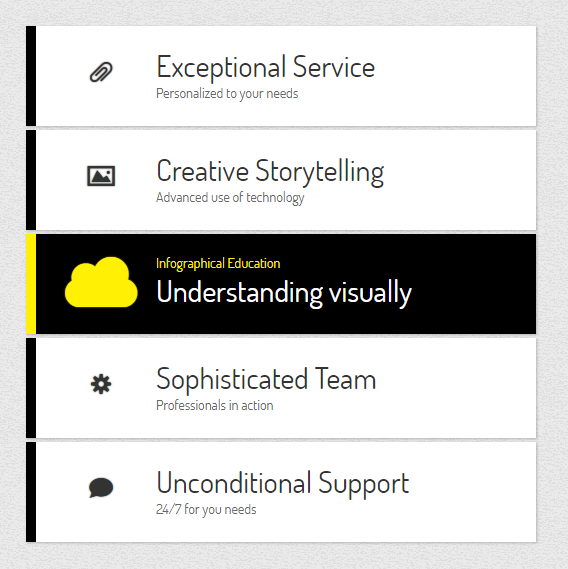 Exceptional Service
Personalized to your needs
Creative Storytelling
Advanced use of technology
Infographical Education
Understanding visually
Sophisticated Team
Professionals in action
Unconditional Support
24/7 for you needs